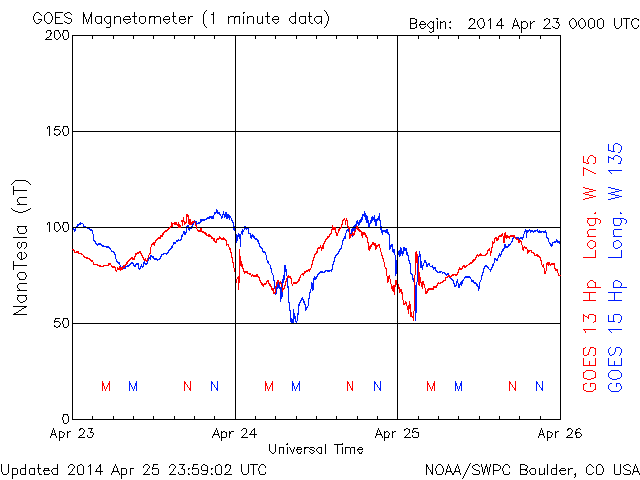 GOES Magnetometer (1 minute data)
Begin: 2014 Apr 23 0000 UTC
200
150
100
50
0
NanoTesla (nT)
M M N N M M N N M M N N
Apr 23 Apr 24 Apr 25 Apr 26
Universal Time
GOES 13 Hp Long. W 75
GOES 15 Hp Long. W 135
Updated 2014 Apr 25 23:59:02 UTC
NOAA/SWPC Boulder, CO USA